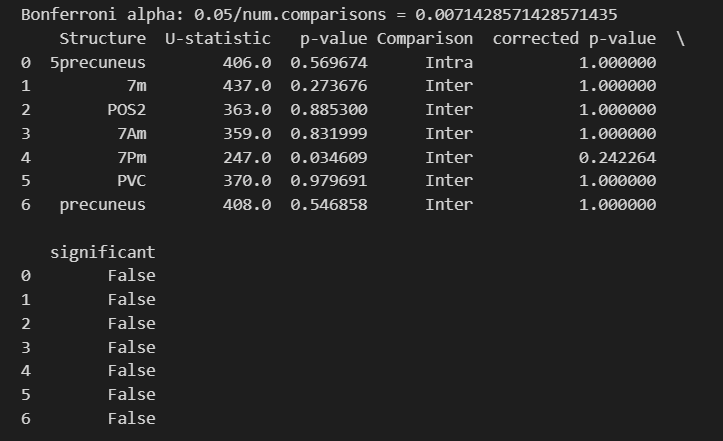 Bonferroni alpha: 0.05/num.comparisons = 0.0071428571428571435
Structure U-statistic p-value Comparison corrected p-value \
0 5precuneus 406.0 0.569674 Intra 1.000000
1 7m 437.0 0.273676 Inter 1.000000
2 POS2 363.0 0.885300 Inter 1.000000
3 7Am 359.0 0.831999 Inter 1.000000
4 7Pm 247.0 0.034609 Inter 0.242264
5 PVC 370.0 0.979691 Inter 1.000000
6 precuneus 408.0 0.546858 Inter 1.000000
significant
0 False
1 False
2 False
3 False
4 False
5 False
6 False